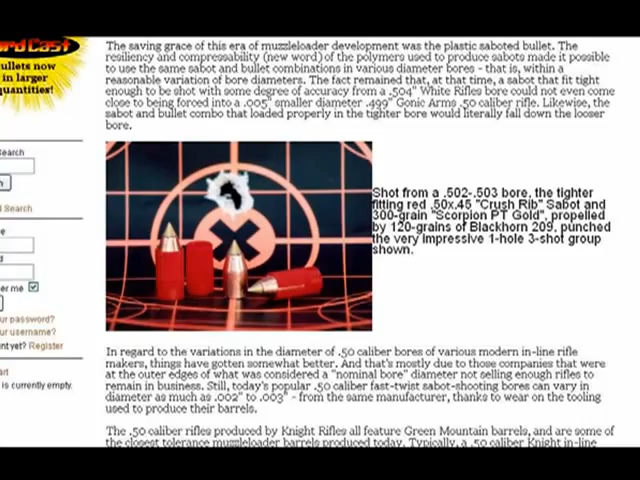 ard Cast
ullets now
in larger
quantities!
Search
h
d Search
e
d
er me
ur password?
ur username?
nt yet? Register
art
is currently empty.
The saving grace of this era of muzzleloader development was the plastic saboted bullet. The
resiliency and compressability (new word) of the polymers used to produce sabots made it possible
to use the same sabot and bullet combinations in various diameter bores - that is, within a
reasonable variation of bore diameters. The fact remained that, at that time, a sabot that fit tight
enough to be shot with some degree of accuracy from a .504" White Rifles bore could not even come
close to being forced into a .005" smaller diameter .499" Gonic Arms .50 caliber rifle. Likewise, the
sabot and bullet combo that loaded properly in the tighter bore would literally fall down the looser
bore.
Shot from a .502-.503 bore, the tighter
fitting red .50x.45 "Crush Rib" Sabot and
300-grain "Scorpion PT Gold", propelled
by 120-grains of Blackhorn 209, punched
the very impressive 1-hole 3-shot group
shown.
In regard to the variations in the diameter of .50 caliber bores of various modern in-line rifle
makers, things have gotten somewhat better. And that's mostly due to those companies that were
at the outer edges of what was considered a "nominal bore" diameter not selling enough rifles to
remain in business. Still, today's popular .50 caliber fast-twist sabot-shooting bores can vary in
diameter as much as .002" to .003" - from the same manufacturer, thanks to wear on the tooling
used to produce their barrels.
The .50 caliber rifles produced by Knight Rifles all feature Green Mountain barrels, and are some of
the closest tolerance muzzleloader barrels produced today. Typically, a .50 caliber Knight in-line